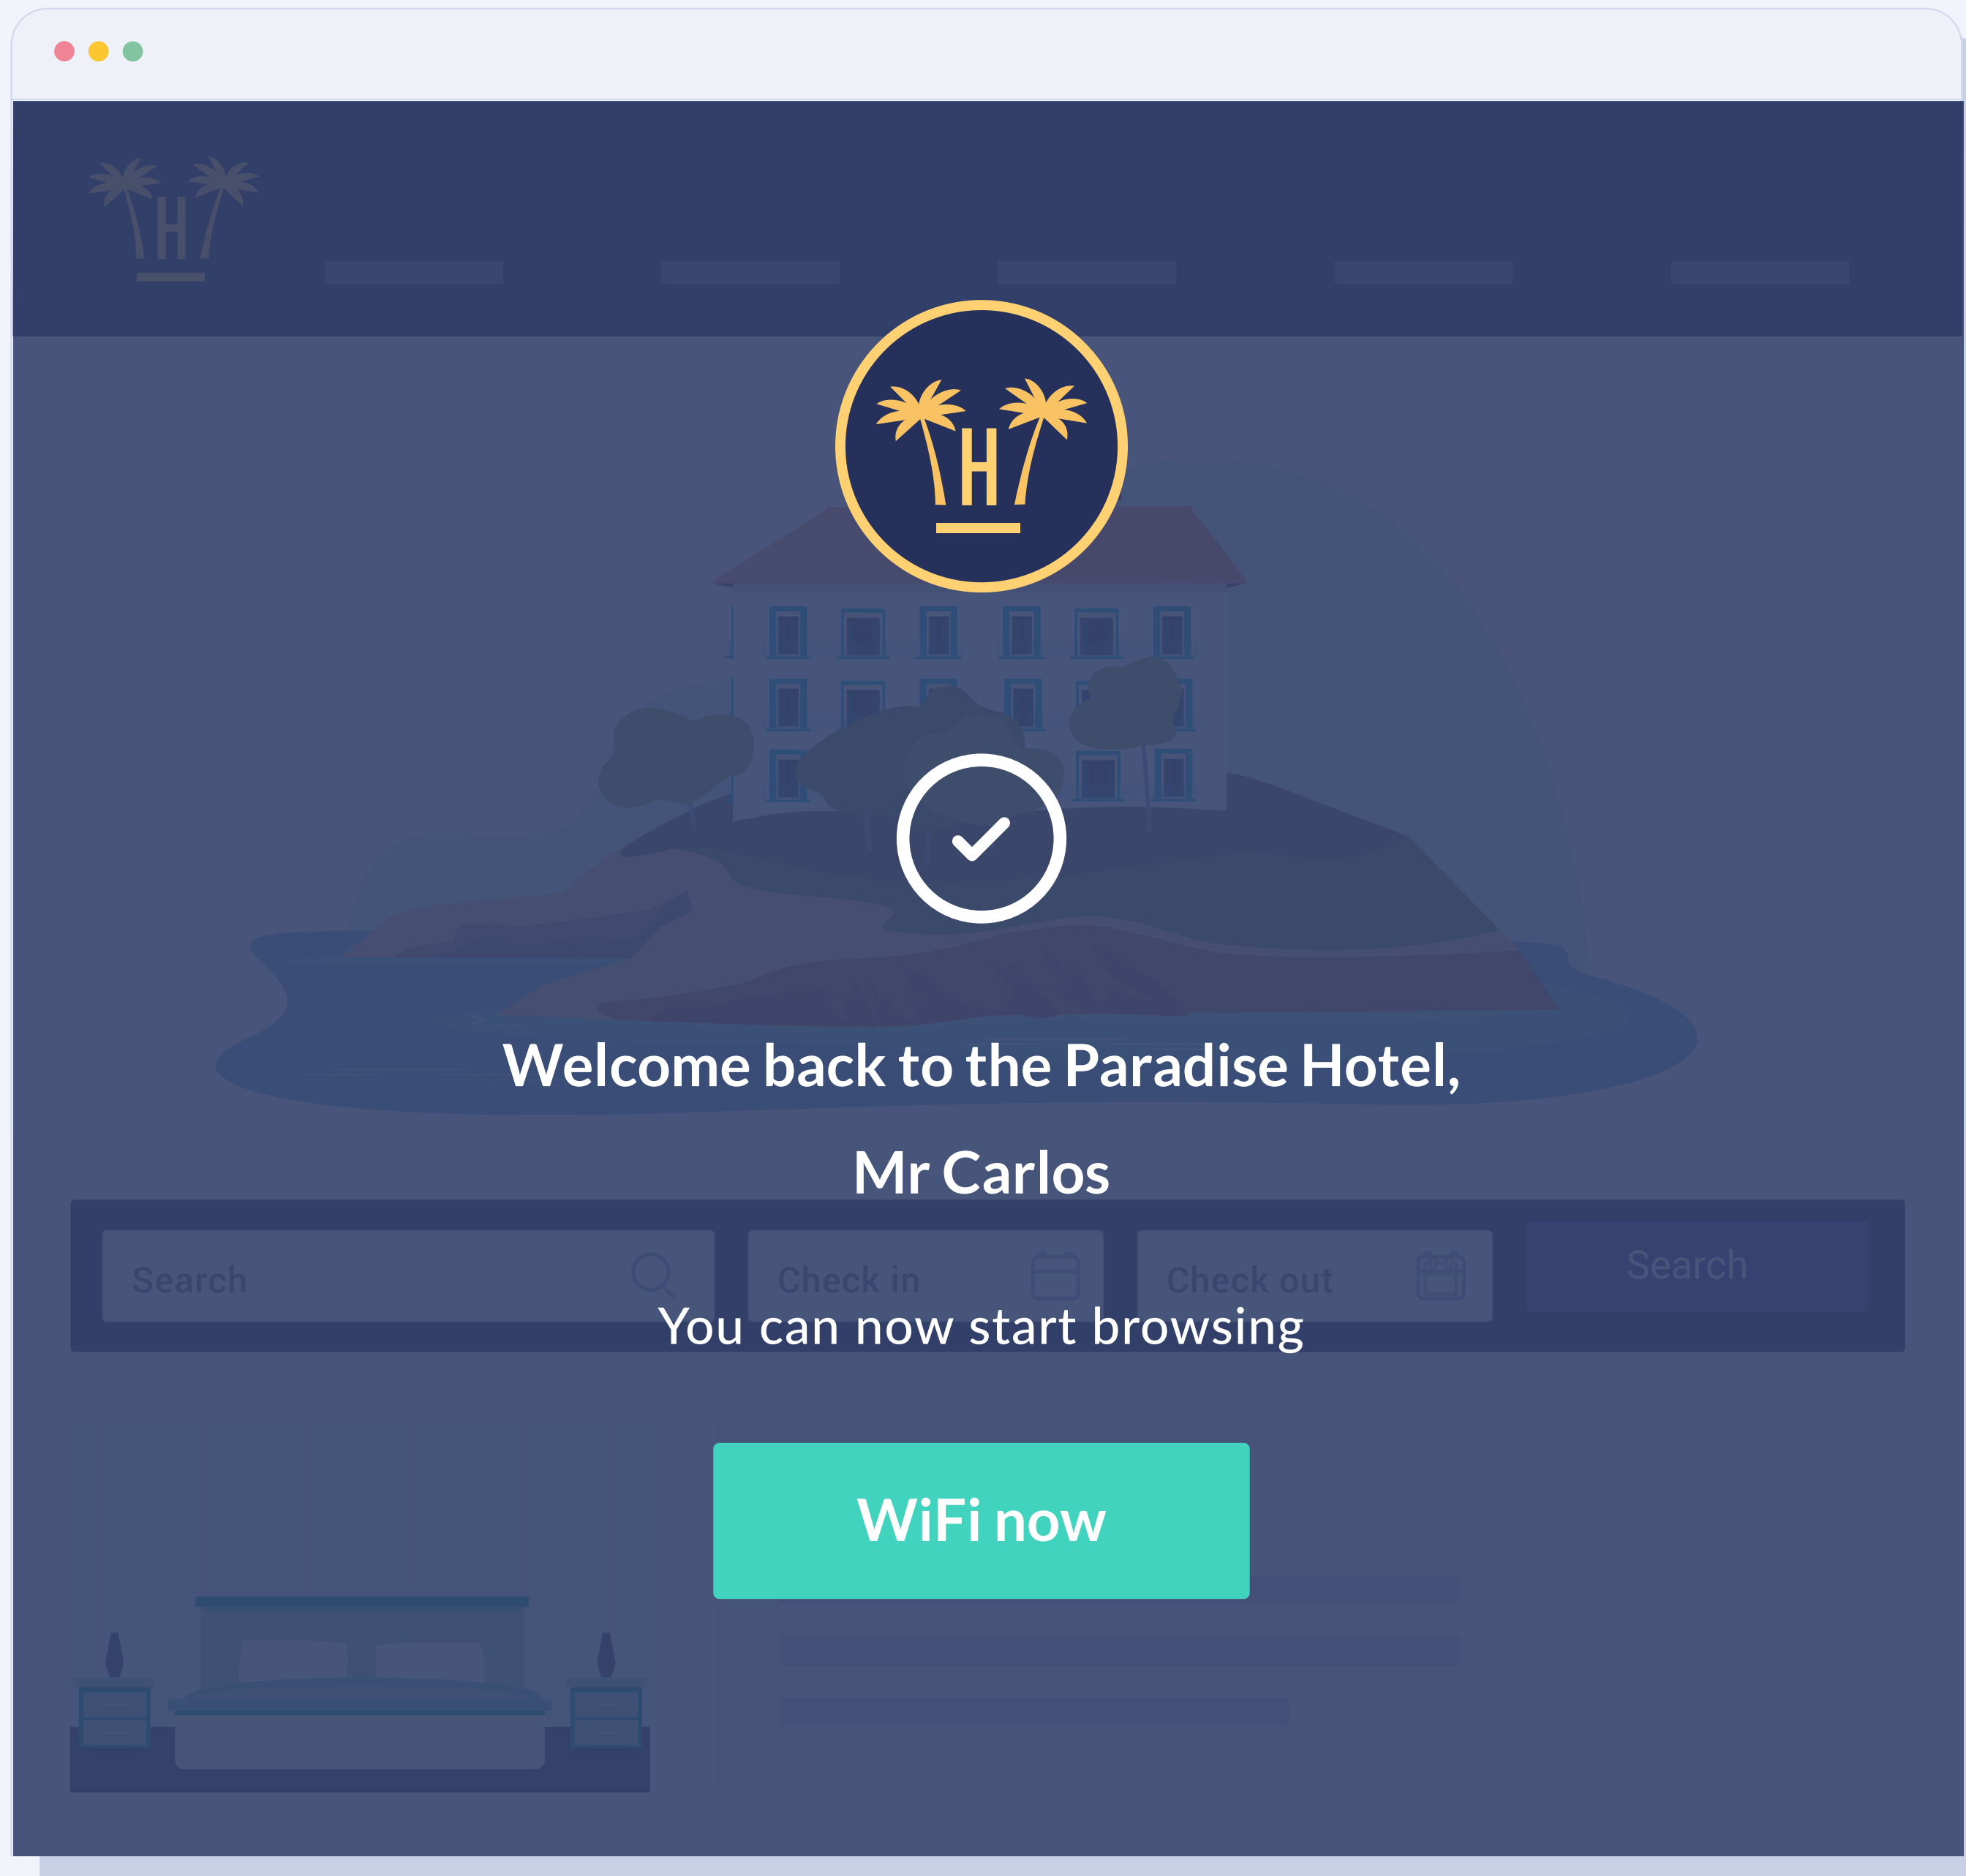 H
H
Welcome back to the Paradise Hotel,
Mr Carlos
Search
Check in
Check out
Search
You can now start browsing
WiFi now